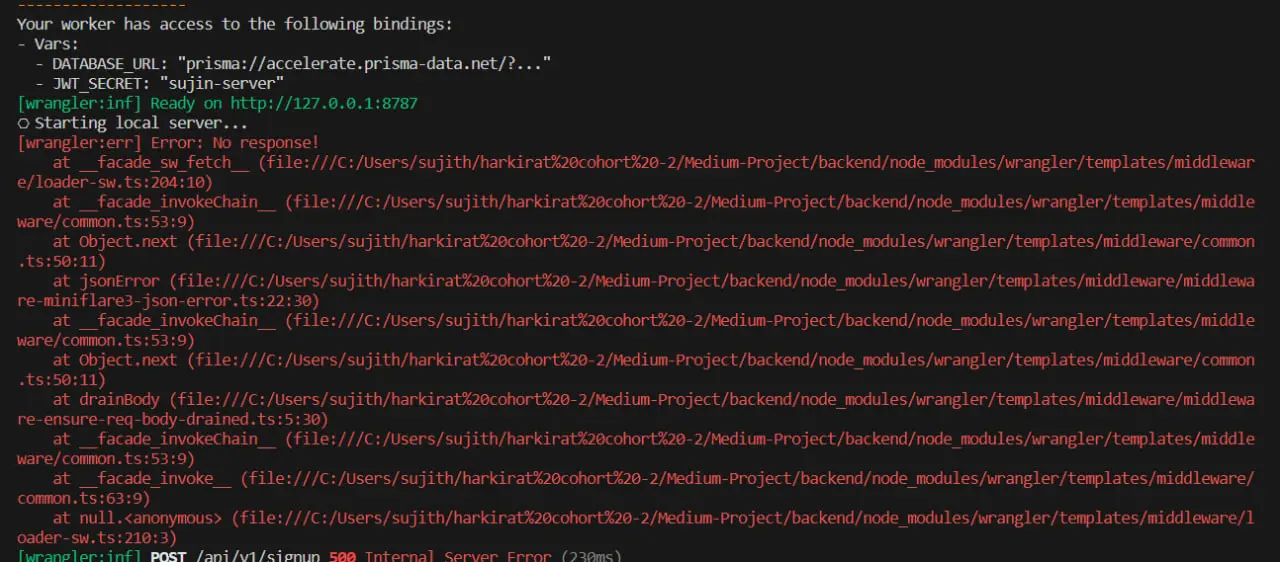 -------------------
Your worker has access to the following bindings:
- Vars:
  - DATABASE_URL: "prisma://accelerate.prisma-data.net/?..."
  - JWT_SECRET: "sujin-server"
[wrangler:inf] Ready on http://127.0.0.1:8787
⎔ Starting local server...
[wrangler:err] Error: No response!
    at __facade_sw_fetch__ (file:///C:/Users/sujith/harkirat%20cohort%20-2/Medium-Project/backend/node_modules/wrangler/templates/middlewar
e/loader-sw.ts:204:10)
    at __facade_invokeChain__ (file:///C:/Users/sujith/harkirat%20cohort%20-2/Medium-Project/backend/node_modules/wrangler/templates/middle
ware/common.ts:53:9)
    at Object.next (file:///C:/Users/sujith/harkirat%20cohort%20-2/Medium-Project/backend/node_modules/wrangler/templates/middleware/common
.ts:50:11)
    at jsonError (file:///C:/Users/sujith/harkirat%20cohort%20-2/Medium-Project/backend/node_modules/wrangler/templates/middleware/middlewa
re-miniflare3-json-error.ts:22:30)
    at __facade_invokeChain__ (file:///C:/Users/sujith/harkirat%20cohort%20-2/Medium-Project/backend/node_modules/wrangler/templates/middle
ware/common.ts:53:9)
    at Object.next (file:///C:/Users/sujith/harkirat%20cohort%20-2/Medium-Project/backend/node_modules/wrangler/templates/middleware/common
.ts:50:11)
    at drainBody (file:///C:/Users/sujith/harkirat%20cohort%20-2/Medium-Project/backend/node_modules/wrangler/templates/middleware/middlewa
re-ensure-req-body-drained.ts:5:30)
    at __facade_invokeChain__ (file:///C:/Users/sujith/harkirat%20cohort%20-2/Medium-Project/backend/node_modules/wrangler/templates/middle
ware/common.ts:53:9)
    at __facade_invoke__ (file:///C:/Users/sujith/harkirat%20cohort%20-2/Medium-Project/backend/node_modules/wrangler/templates/middleware/
common.ts:63:9)
    at null.<anonymous> (file:///C:/Users/sujith/harkirat%20cohort%20-2/Medium-Project/backend/node_modules/wrangler/templates/middleware/l
oader-sw.ts:210:3)
[wrangler:inf] POST /api/v1/signup 500 Internal Server Error (230ms)